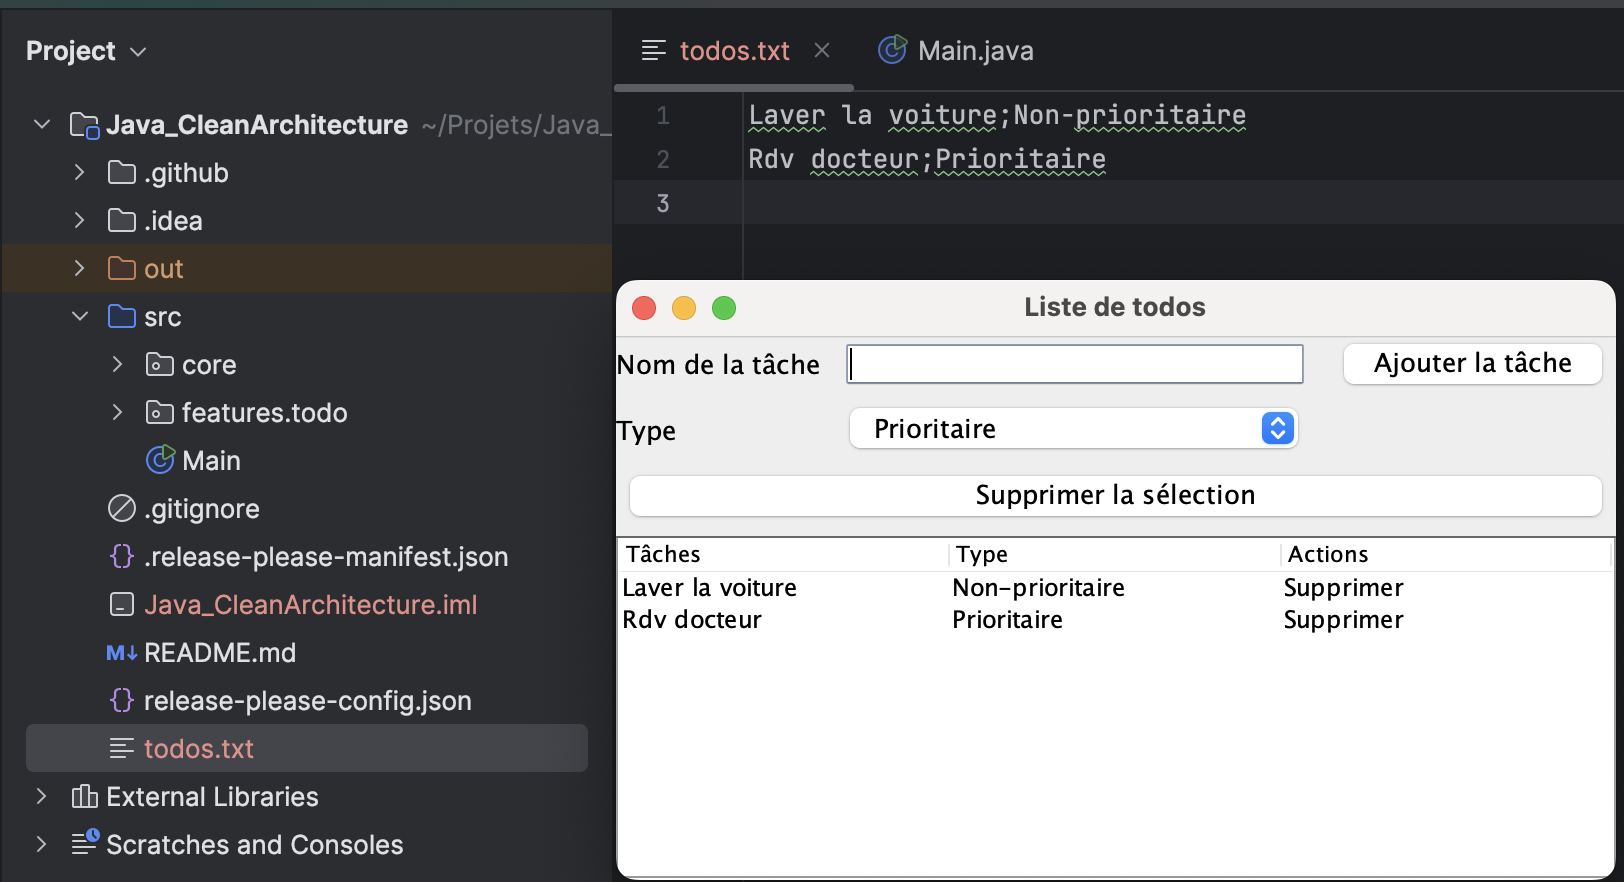 Project
Java_CleanArchitecture ~/Projets/Java_
.github
.idea
out
src
core
features.todo
Main
.gitignore
.release-please-manifest.json
Java_CleanArchitecture.iml
M↓ README.md
release-please-config.json
todos.txt
External Libraries
Scratches and Consoles
todos.txt Main.java
1 Laver la voiture;Non-prioritaire
2 Rdv docteur;Prioritaire
3
Liste de todos
Nom de la tâche Ajouter la tâche
Type Prioritaire
Supprimer la sélection
Tâches Type Actions
Laver la voiture Non-prioritaire Supprimer
Rdv docteur Prioritaire Supprimer